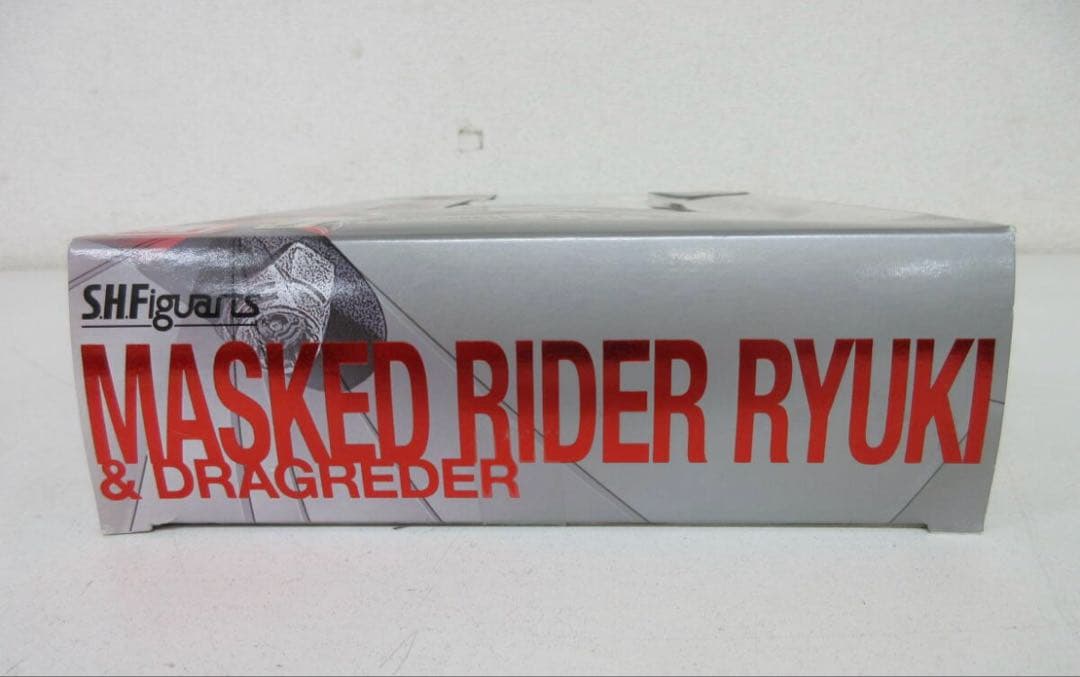 S.H.Figuarts
MASKED RIDER RYUKI
& DRAGREDER